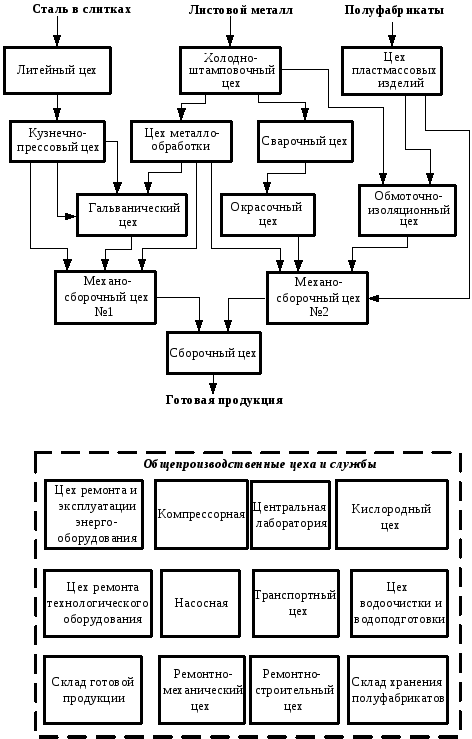 Сталь в слитках
Листовой металл
Полуфабрикаты
Литейный цех
Холодно-
штамповочный
цех
Цех
пластмассовых
изделий
Кузнечно-
прессовый цех
Цех металло-
обработки
Сварочный цех
Гальванический
цех
Окрасочный
цех
Обмоточно-
изоляционный
цех
Механо-
сборочный цех
№1
Механо-
сборочный цех
№2
Сборочный цех
Готовая продукция
Общепроизводственные цеха и службы
Цех ремонта и
эксплуатации
энерго-
оборудования
Компрессорная
Центральная
лаборатория
Кислородный
цех
Цех ремонта
технологического
оборудования
Насосная
Транспортный
цех
Цех
водоочистки и
водоподготовки
Склад готовой
продукции
Ремонтно-
механический
цех
Ремонтно-
строительный
цех
Склад хранения
полуфабрикатов